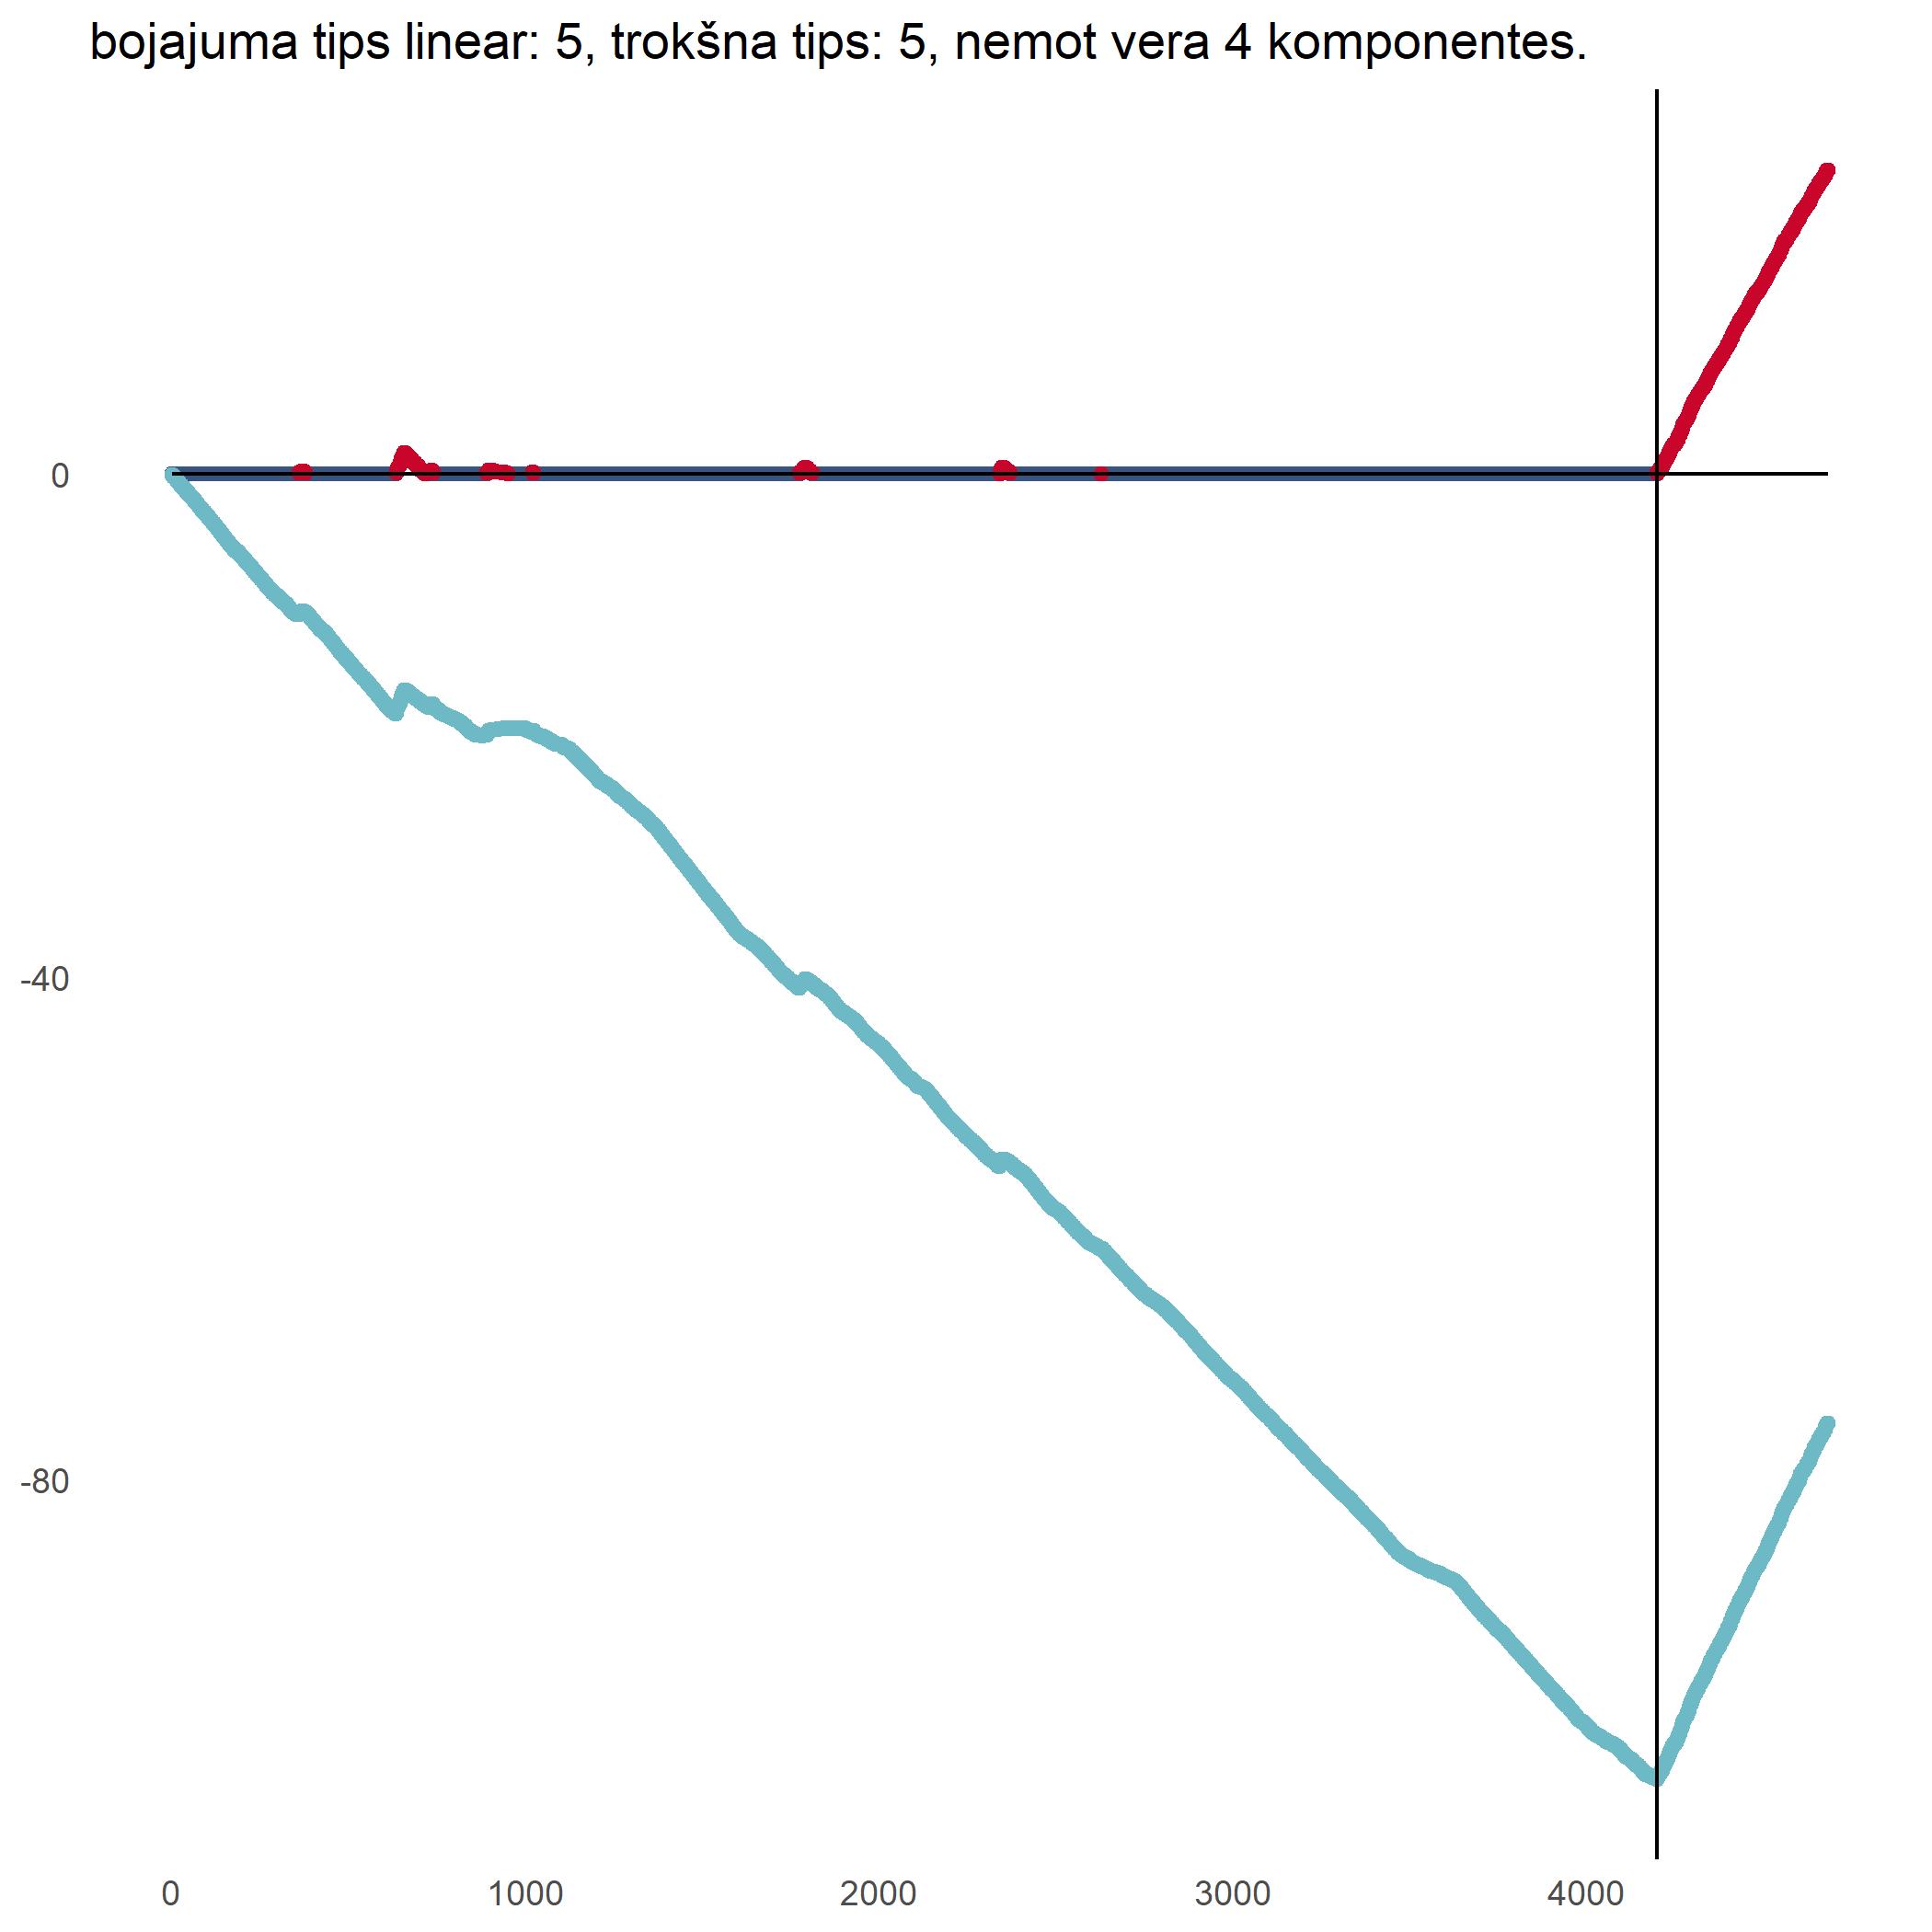 bojajuma tips linear: 5, trokšna tips: 5, nemot vera 4 komponentes.
0
-40
-80
0 1000 2000 3000 4000